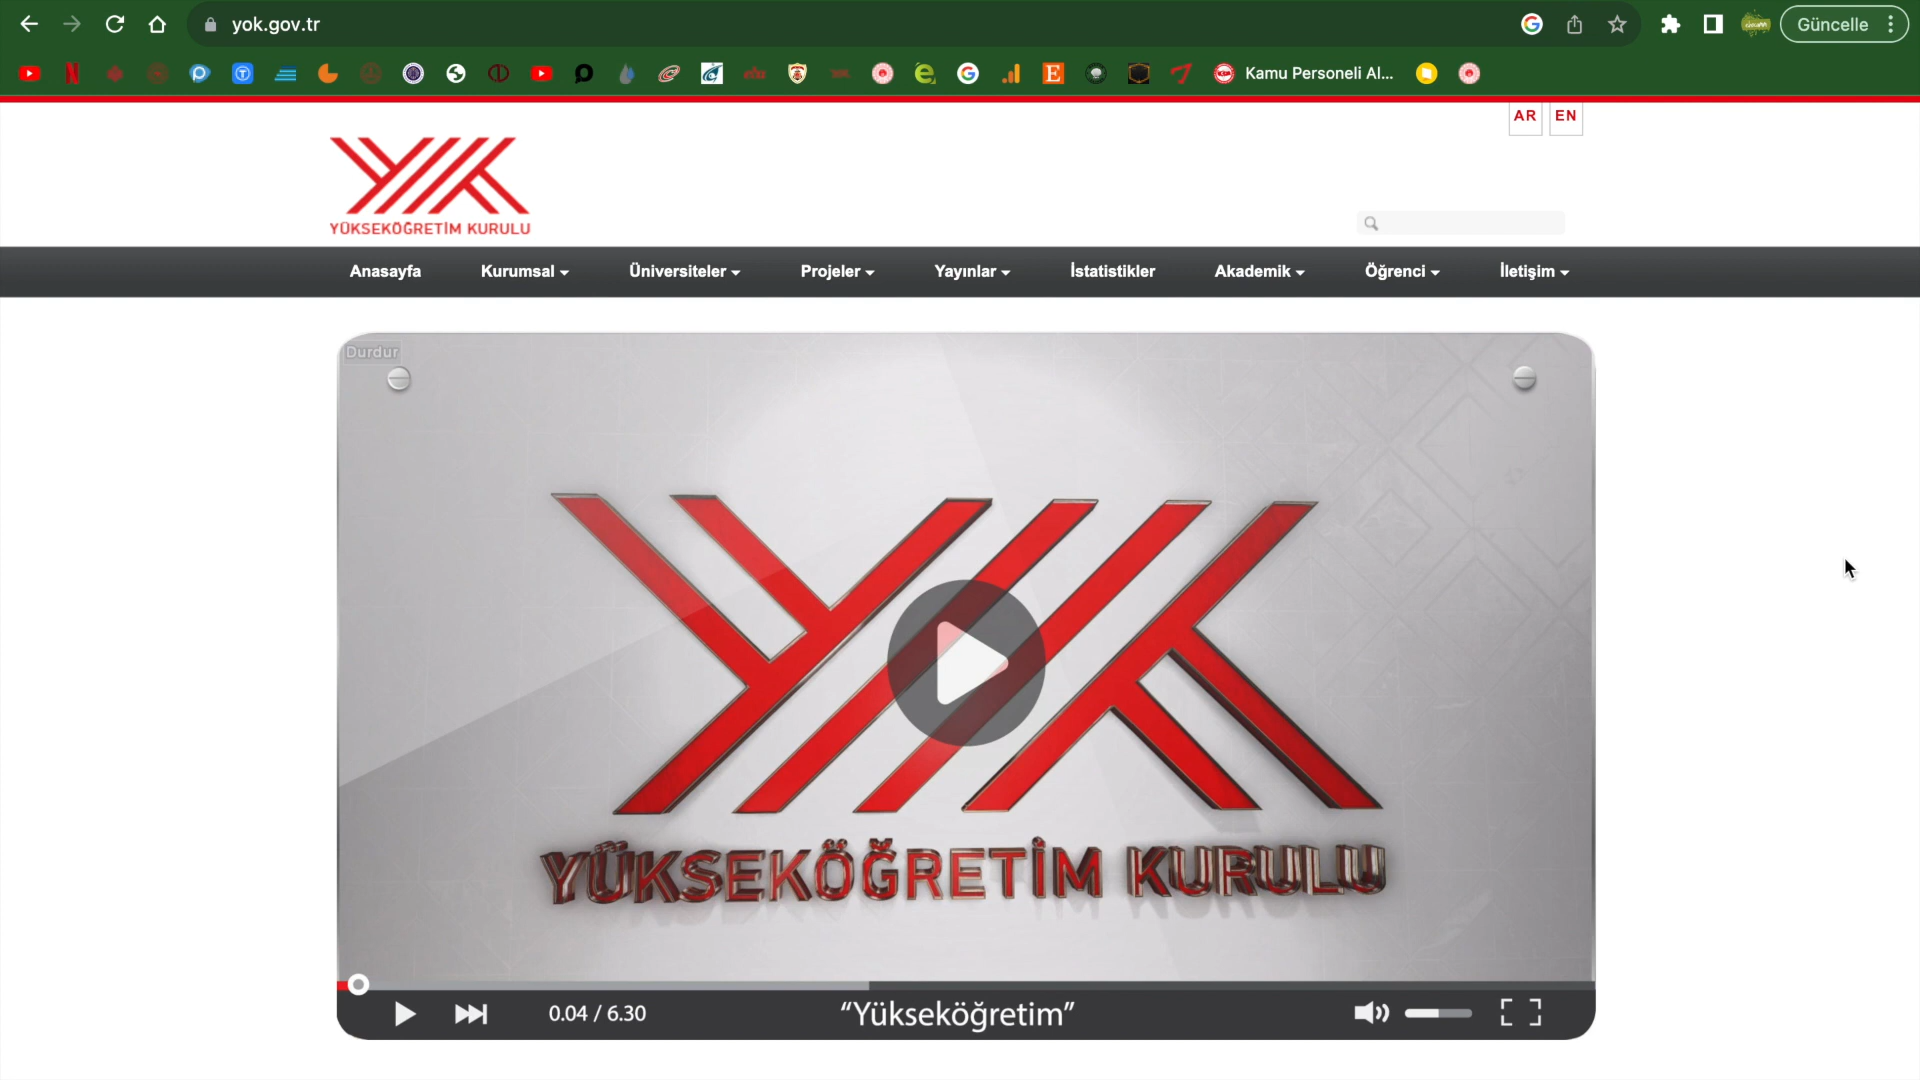 yok.gov.tr
Güncelle
Kamu Personeli Al...
AR EN
YÜKSEKÖĞRETİM KURULU
Anasayfa Kurumsal Üniversiteler Projeler Yayınlar İstatistikler Akademik Öğrenci İletişim
Durdur
YÜKSEKÖĞRETİM KURULU
0.04 / 6.30 “Yükseköğretim”